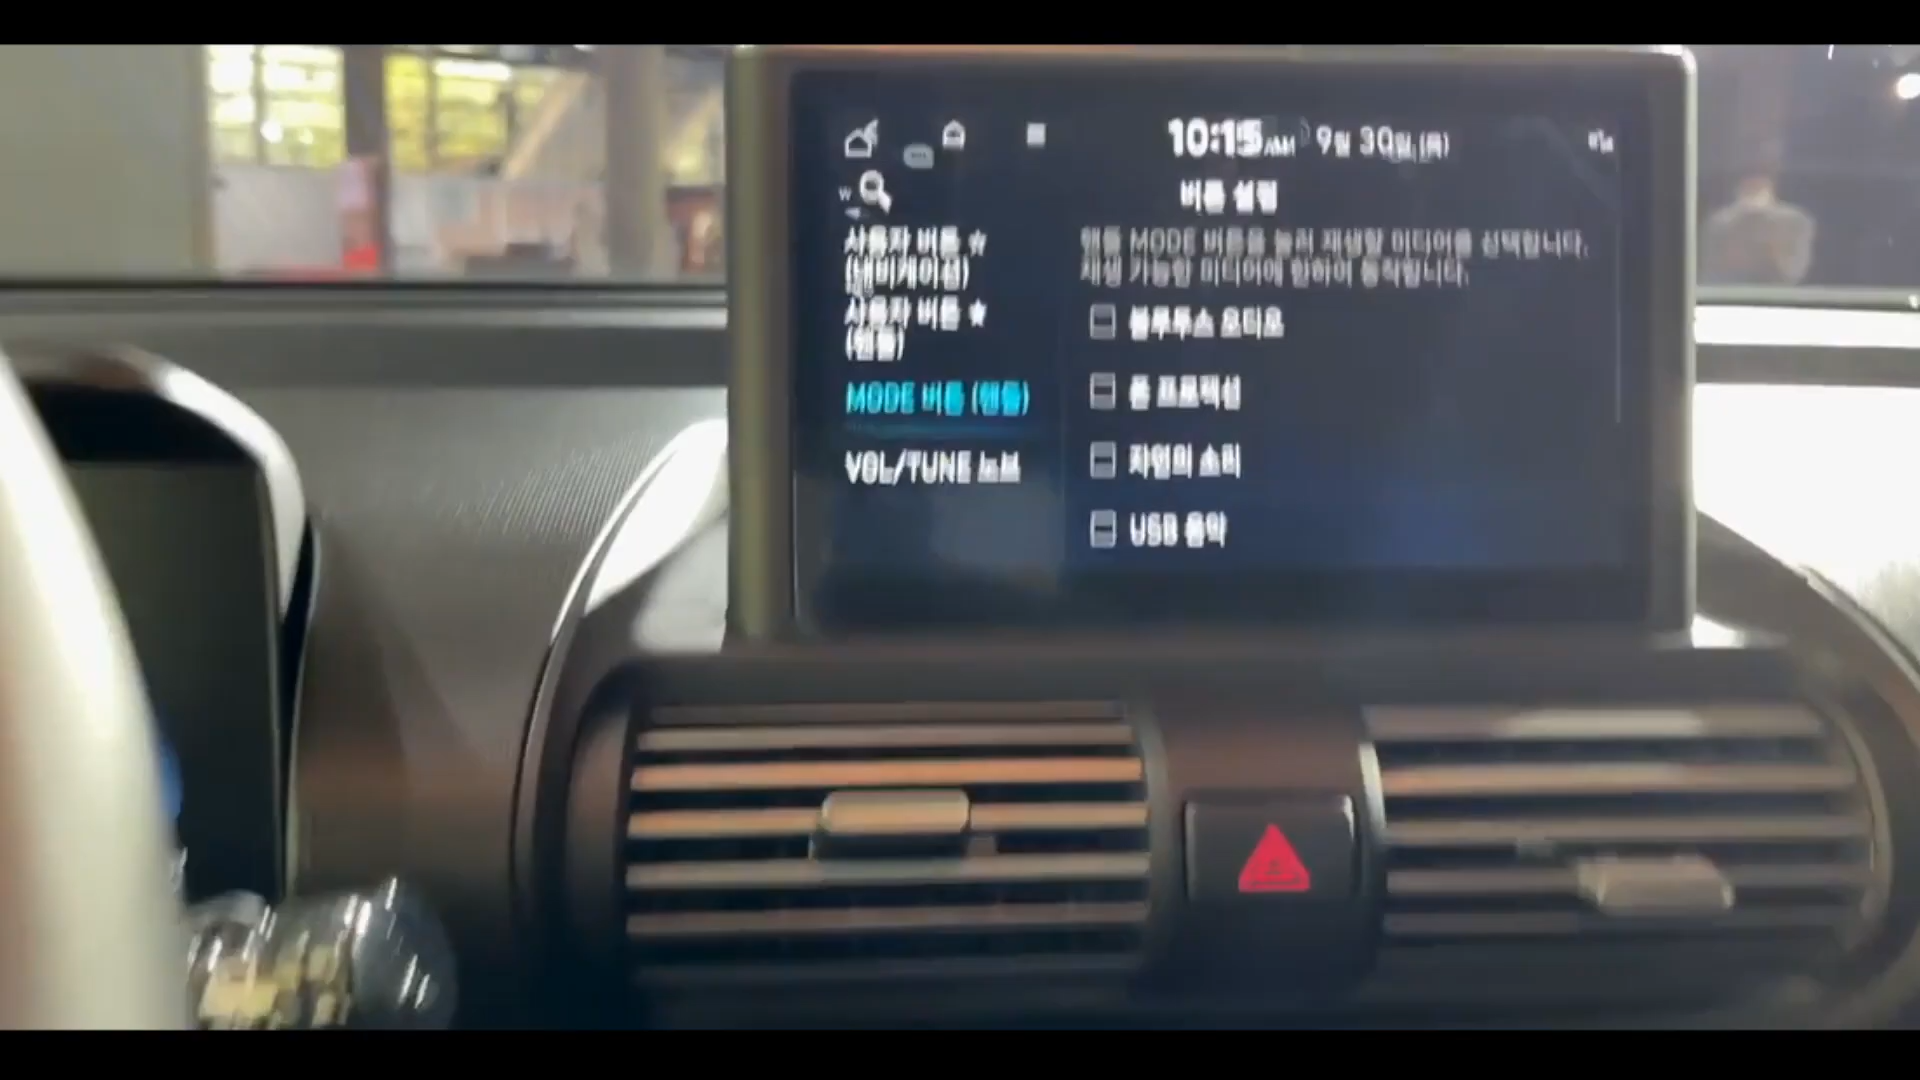 10:15 AM 9월 30일 (목)
버튼 설정
사용자 버튼 ★
(내비게이션)
사용자 버튼 ★
(핸들)
MODE 버튼 (핸들)
VOL/TUNE 노브
핸들 MODE 버튼을 눌러 재생할 미디어를 선택합니다.
재생 가능한 미디어에 한하여 동작됩니다.
블루투스 오디오
폰 프로젝션
자연의 소리
USB 음악